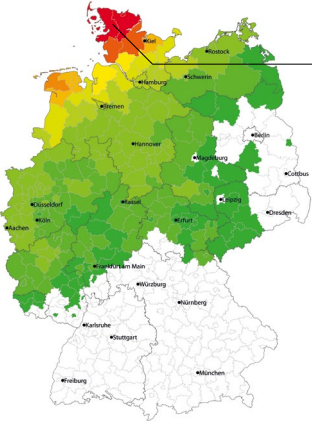 Kiel
Rostock
Hamburg
Schwerin
Bremen
Berlin
Hannover
Magdeburg
Cottbus
Düsseldorf
Kassel
Leipzig
Köln
Erfurt
Dresden
Aachen
Frankfurt am Main
Würzburg
Nürnberg
Karlsruhe
Stuttgart
München
Freiburg